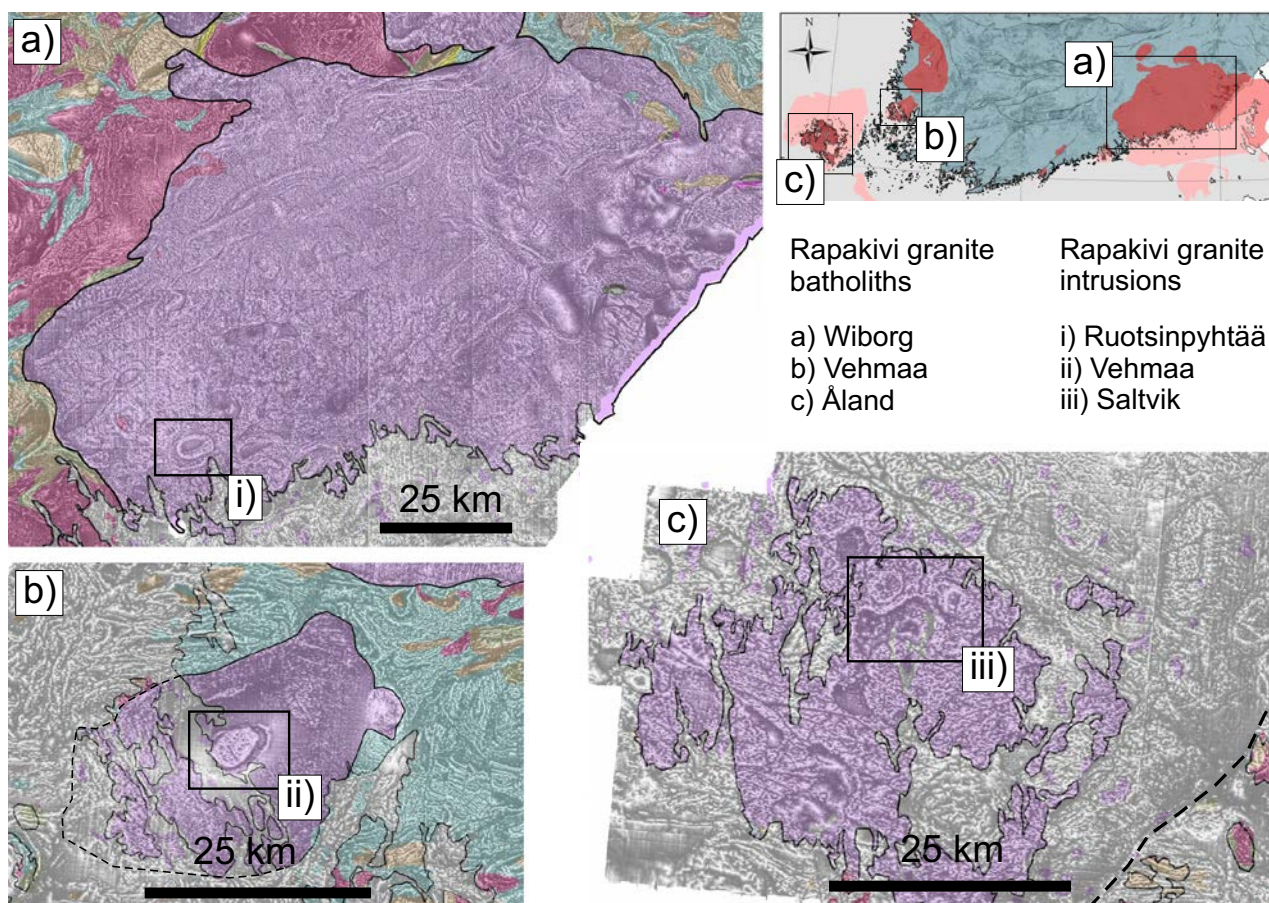 a)
i)
25 km
N
a)
b)
c)
Rapakivi granite
batholiths
a) Wiborg
b) Vehmaa
c) Åland
Rapakivi granite
intrusions
i) Ruotsinpyhtää
ii) Vehmaa
iii) Saltvik
b)
ii)
25 km
c)
iii)
25 km